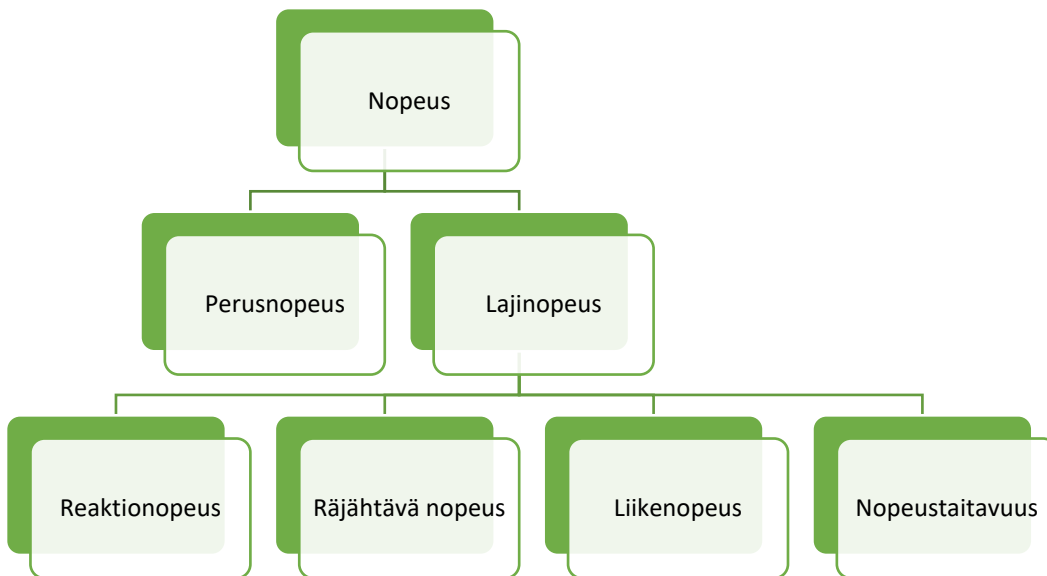 Nopeus
Perusnopeus
Lajinopeus
Reaktionopeus
Räjähtävä nopeus
Liikenopeus
Nopeustaitavuus